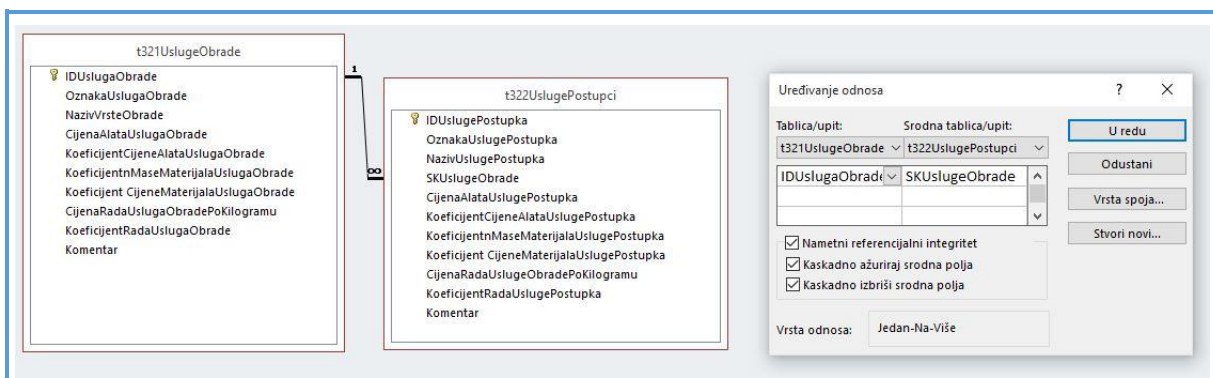 t321UslugeObrade
IDUslugaObrade
OznakaUslugaObrade
NazivVrsteObrade
CijenaAlataUslugaObrade
KoeficijentCijeneAlataUslugaObrade
KoeficijentnMaseMaterijalaUslugaObrade
Koeficijent CijeneMaterijalaUslugaObrade
CijenaRadaUslugaObradePoKilogramu
KoeficijentRadaUslugaObrade
Komentar
1
∞
t322UslugePostupci
IDUslugePostupka
OznakaUslugePostupka
NazivUslugePostupka
SKUslugeObrade
CijenaAlataUslugePostupka
KoeficijentCijeneAlataUslugePostupka
KoeficijentnMaseMaterijalaUslugePostupka
Koeficijent CijeneMaterijalaUslugePostupka
CijenaRadaUslugeObradePoKilogramu
KoeficijentRadaUslugePostupka
Komentar
Uređivanje odnosa ? X
Tablica/upit: Srodna tablica/upit:
t321UslugeObrade t322UslugePostupci
IDUslugaObrade SKUslugeObrade
Nametni referencijalni integritet
Kaskadno ažuriraj srodna polja
Kaskadno izbriši srodna polja
Vrsta odnosa: Jedan-Na-Više
U redu
Odustani
Vrsta spoja...
Stvori novi...